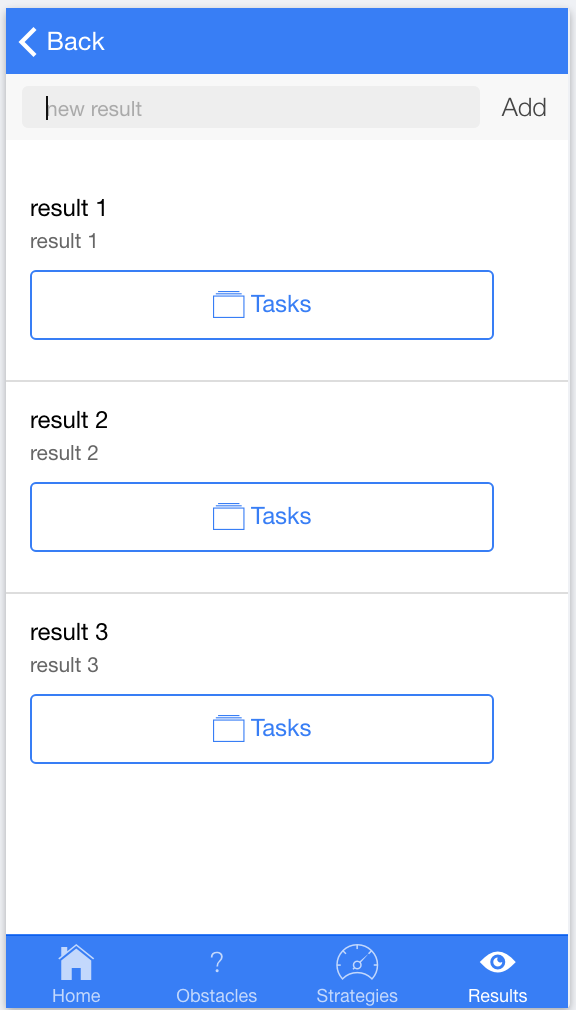 Back
new result Add
result 1
result 1
Tasks
result 2
result 2
Tasks
result 3
result 3
Tasks
? 
Home Obstacles Strategies Results